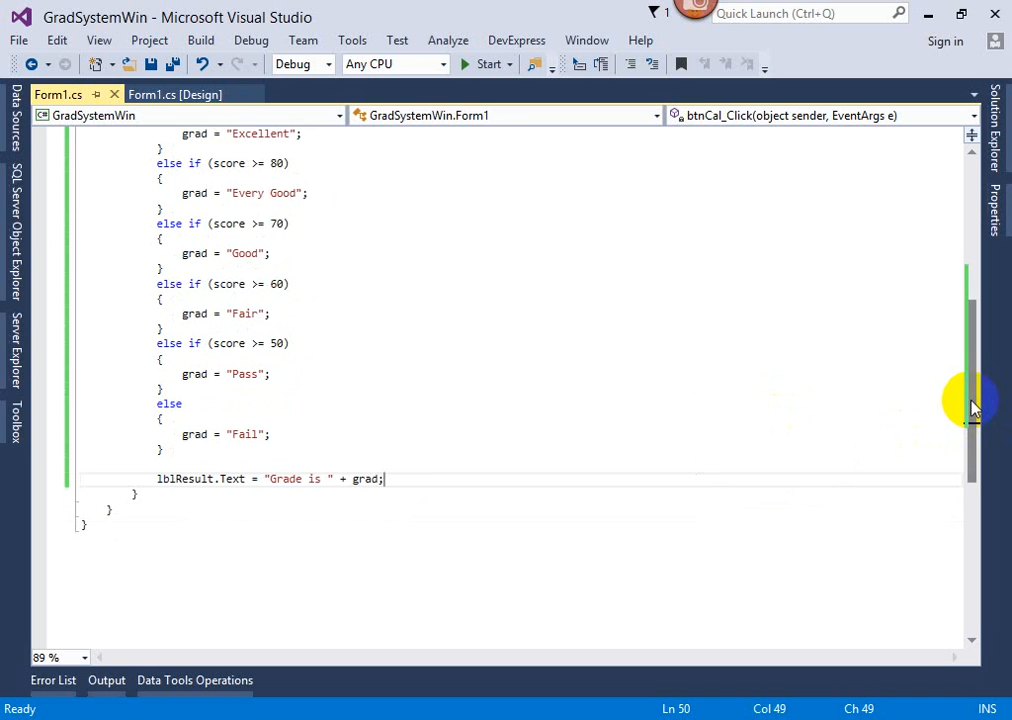 GradSystemWin - Microsoft Visual Studio
1
Quick Launch (Ctrl+Q)
File Edit View Project Build Debug Team Tools Test Analyze DevExpress Window Help
Sign in
Debug Any CPU Start
Form1.cs Form1.cs [Design]
GradSystemWin GradSystemWin.Form1 btnCal_Click(object sender, EventArgs e)
Data Sources
SQL Server Object Explorer
Server Explorer
Toolbox
grad = "Excellent";
}
else if (score >= 80)
{
grad = "Every Good";
}
else if (score >= 70)
{
grad = "Good";
}
else if (score >= 60)
{
grad = "Fair";
}
else if (score >= 50)
{
grad = "Pass";
}
else
{
grad = "Fail";
}
lblResult.Text = "Grade is " + grad;
}
}
}
Solution Explorer
Properties
89 %
Error List Output Data Tools Operations
Ready Ln 50 Col 49 Ch 49 INS